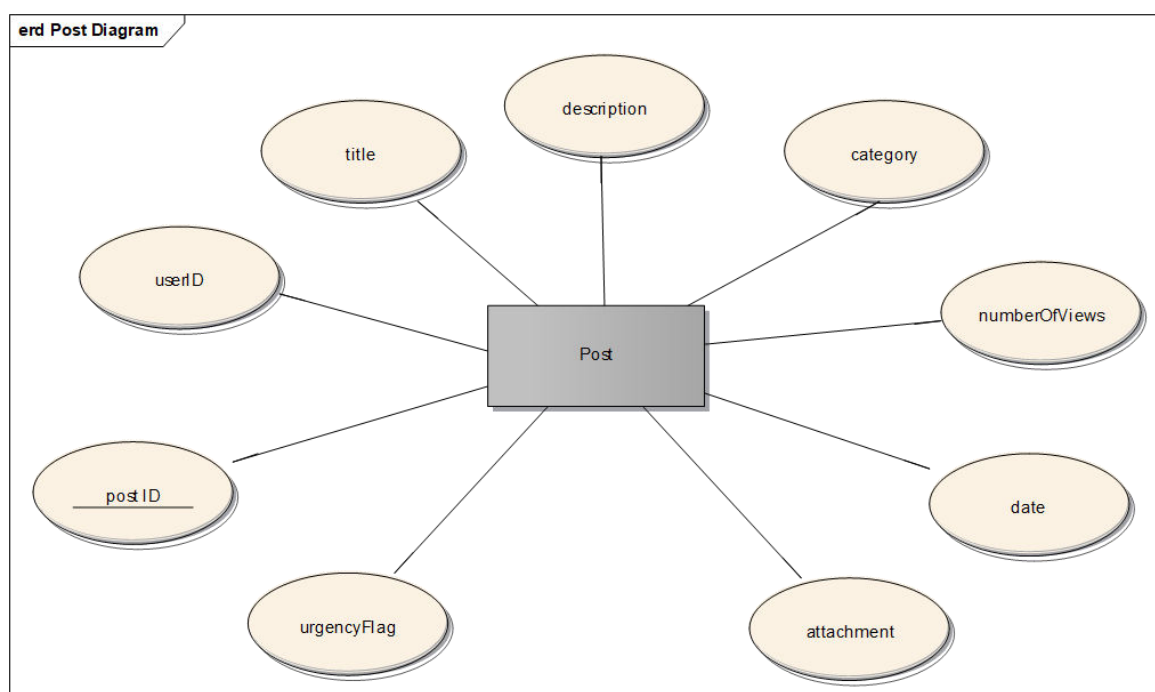 erd Post Diagram
description
title
category
userID
numberOfViews
Post
postID
date
urgencyFlag
attachment